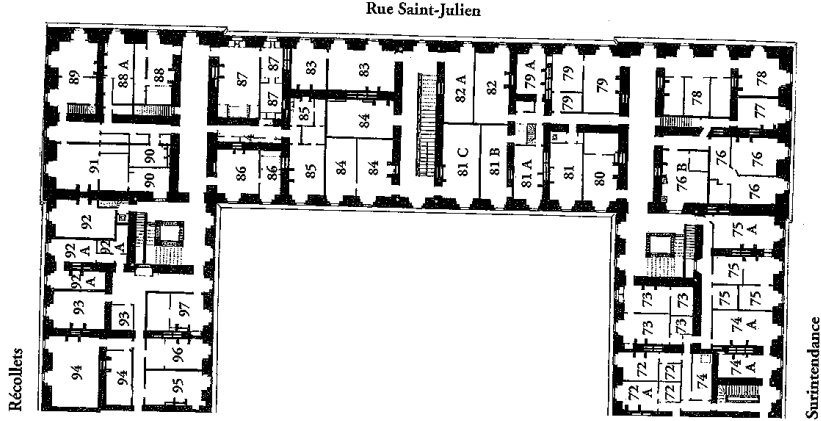 Rue Saint-Julien
89
88 A
88
87
87
87
83
83
82 A
82
79 A
79
79
79
78
78
77
85
84
91
90
90
86
86
85
84
84
81 C
81 B
81 A
81
80
76 B
76
76
76
92
92 A
92 A
92 A
93
93
97
96
94
94
95
75 A
75
75
75
73
73
73
73
74 A
74 A
72
72
72 A
72
74
Récollets
Surintendance